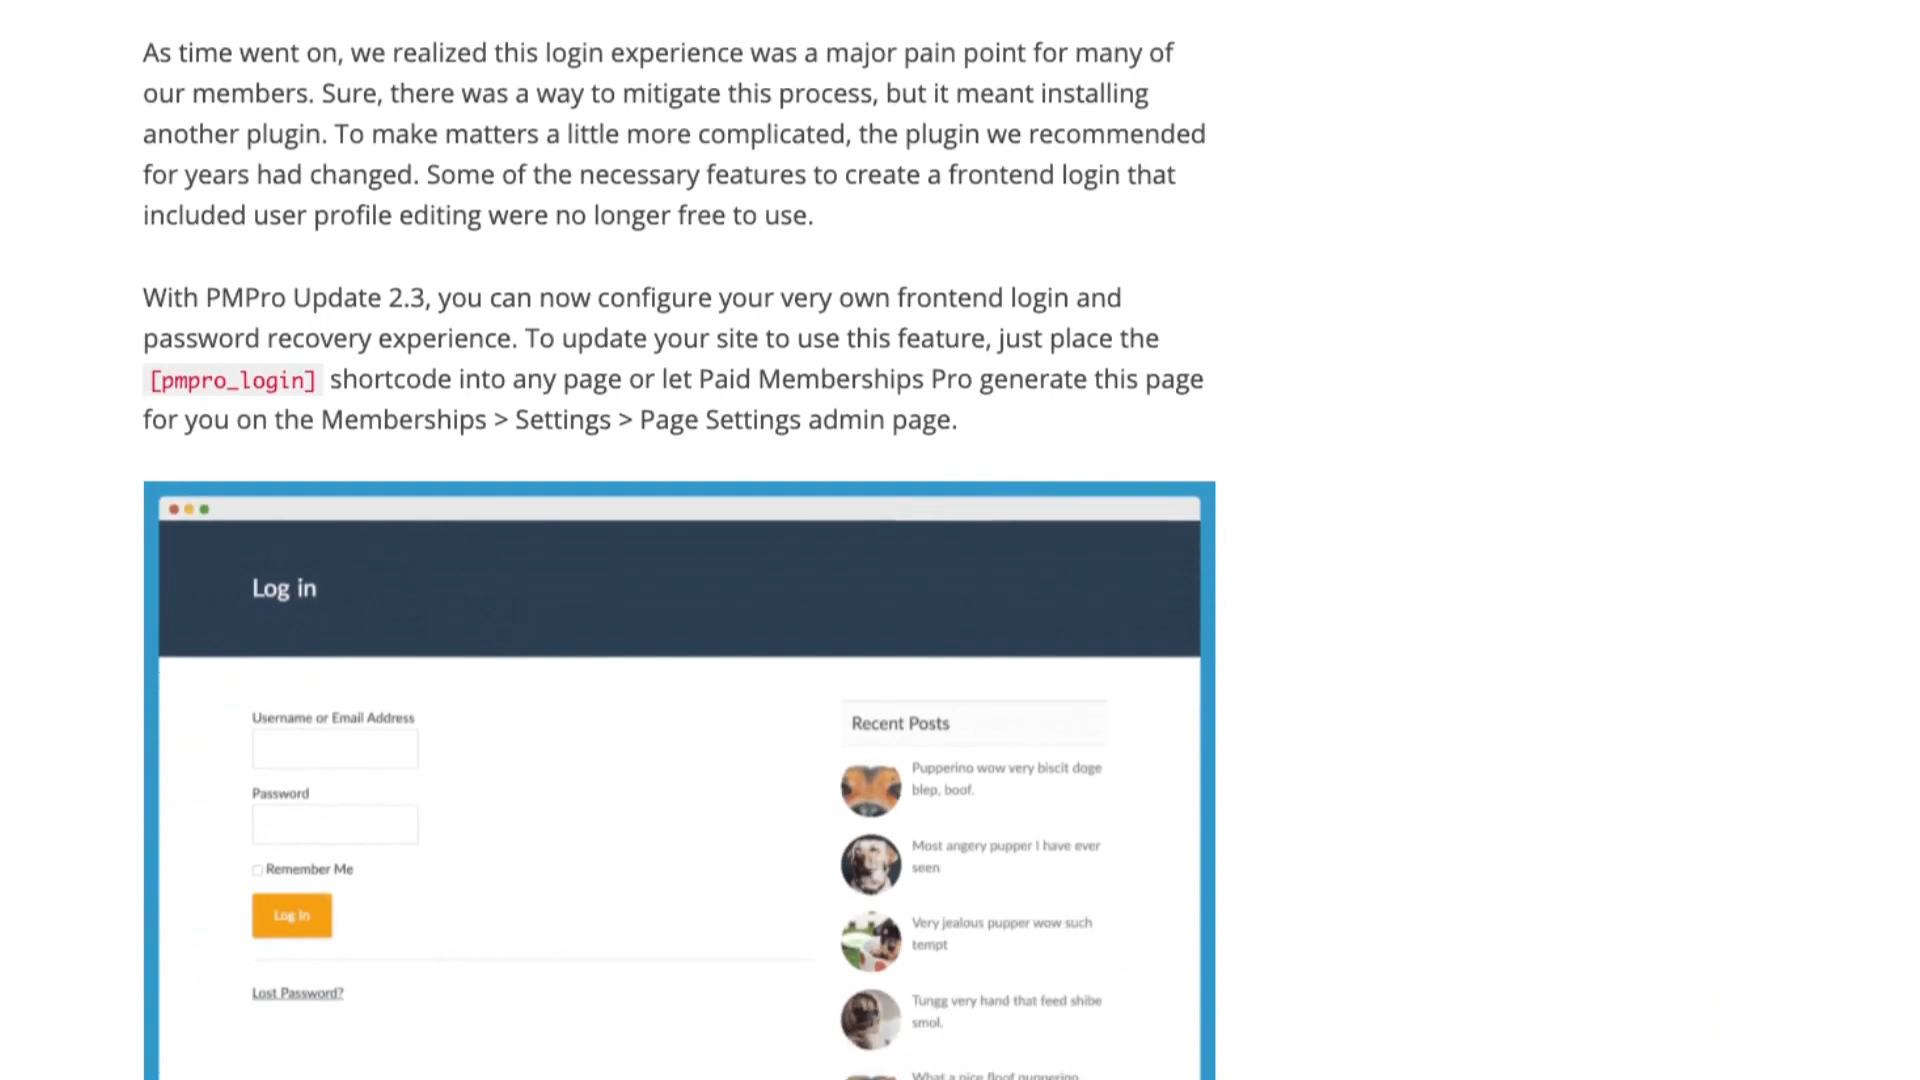 As time went on, we realized this login experience was a major pain point for many of
our members. Sure, there was a way to mitigate this process, but it meant installing
another plugin. To make matters a little more complicated, the plugin we recommended
for years had changed. Some of the necessary features to create a frontend login that
included user profile editing were no longer free to use.
With PMPro Update 2.3, you can now configure your very own frontend login and
password recovery experience. To update your site to use this feature, just place the
[pmpro_login] shortcode into any page or let Paid Memberships Pro generate this page
for you on the Memberships > Settings > Page Settings admin page.
Log in
Username or Email Address
Password
Remember Me
Log In
Lost Password?
Recent Posts
Pupperino wow very biscit doge
blep, boof.
Most angery pupper I have ever
seen
Very jealous pupper wow such
tempt
Tungg very hand that feed shibe
smol.
What a nice floof pupperino